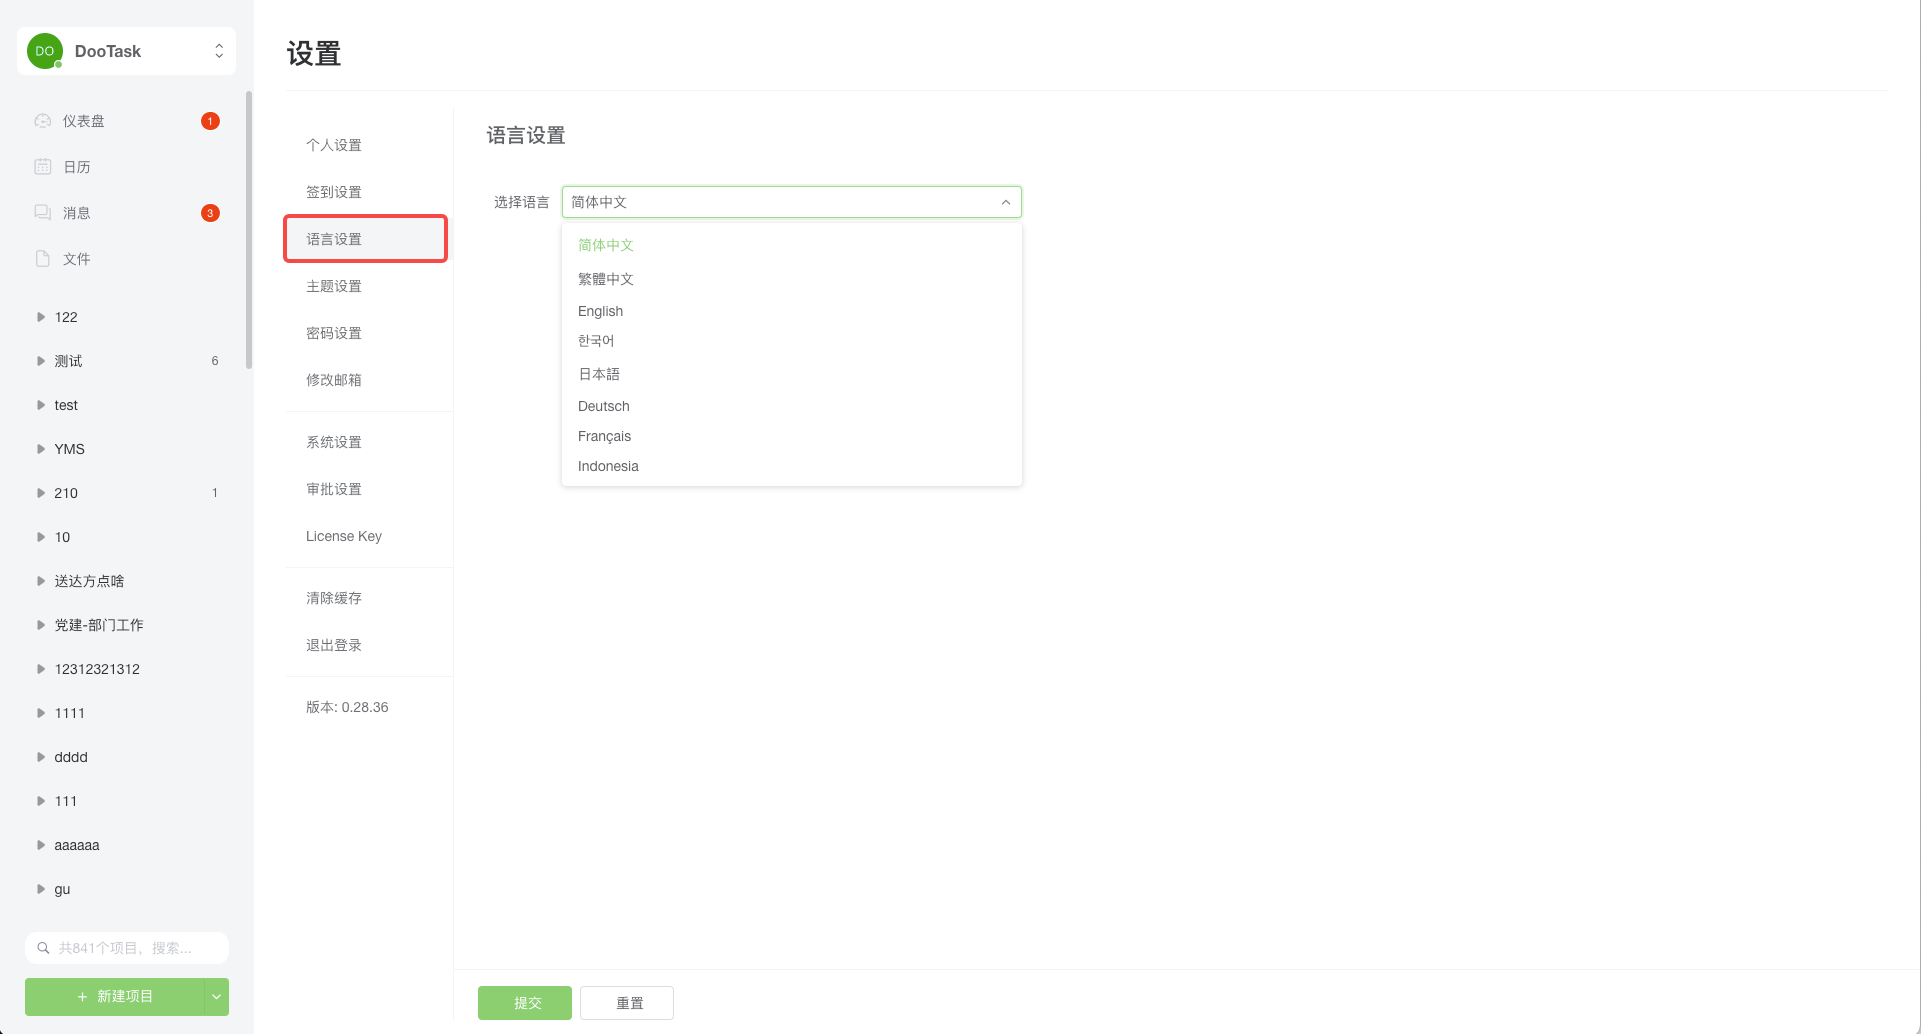 DO DooTask
仪表盘 1
日历
消息 3
文件
122
测试 6
test
YMS
210 1
10
送达方点啥
党建-部门工作
12312321312
1111
dddd
111
aaaaaa
gu
共841个项目，搜索...
+ 新建项目
设置
个人设置
签到设置
语言设置
主题设置
密码设置
修改邮箱
系统设置
审批设置
License Key
清除缓存
退出登录
版本: 0.28.36
语言设置
选择语言 简体中文
简体中文
繁體中文
English
한국어
日本語
Deutsch
Français
Indonesia
提交 重置